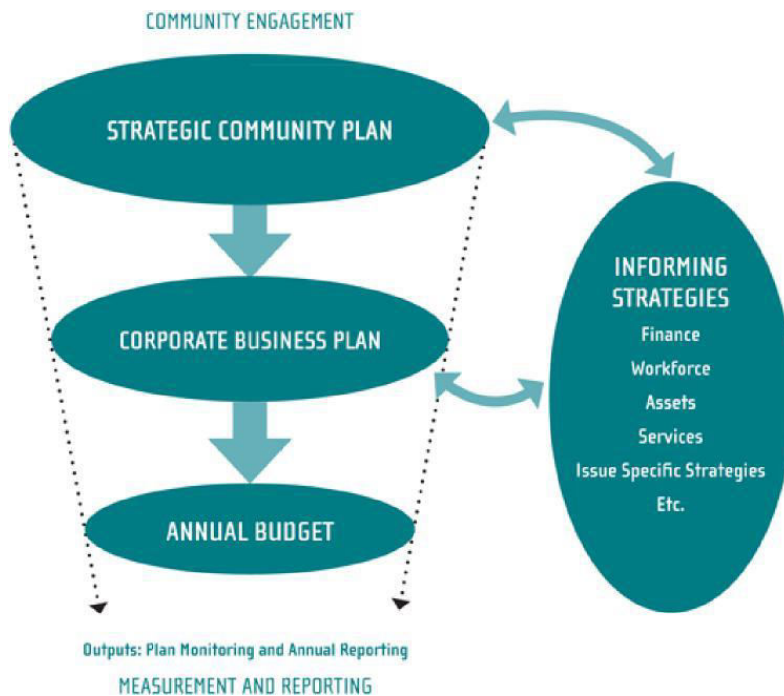 COMMUNITY ENGAGEMENT
STRATEGIC COMMUNITY PLAN
CORPORATE BUSINESS PLAN
ANNUAL BUDGET
INFORMING
STRATEGIES
Finance
Workforce
Assets
Services
Issue Specific Strategies
Etc.
Outputs: Plan Monitoring and Annual Reporting
MEASUREMENT AND REPORTING